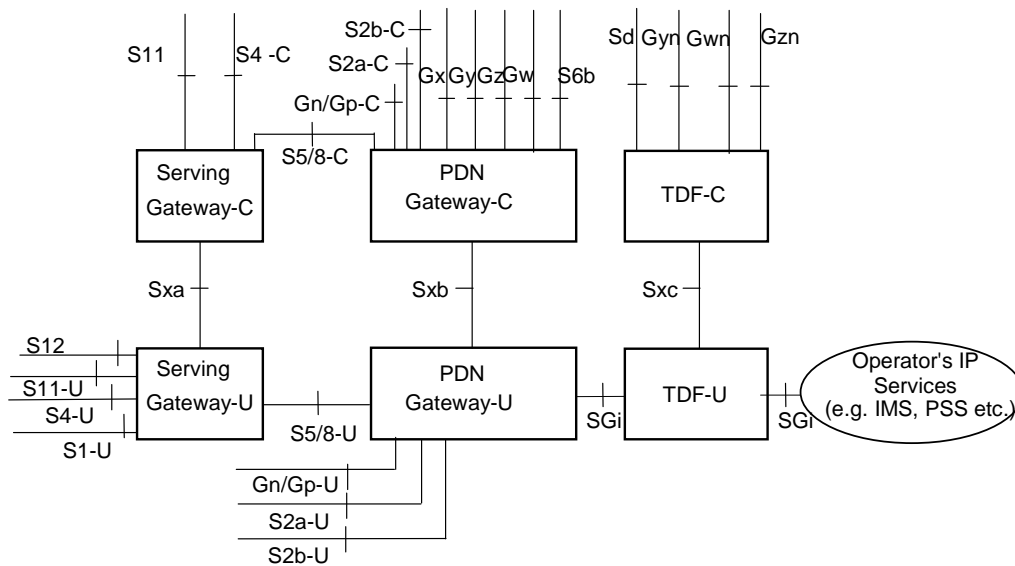 S11
S4 -C
S2b-C
S2a-C
Gn/Gp-C
Gx
Gy
Gz
Gw
S6b
Sd
Gyn
Gwn
Gzn
S5/8-C
Serving
Gateway-C
PDN
Gateway-C
TDF-C
Sxa
Sxb
Sxc
S12
S11-U
S4-U
S1-U
Serving
Gateway-U
S5/8-U
PDN
Gateway-U
SGi
TDF-U
SGi
Operator's IP
Services
(e.g. IMS, PSS etc.)
Gn/Gp-U
S2a-U
S2b-U